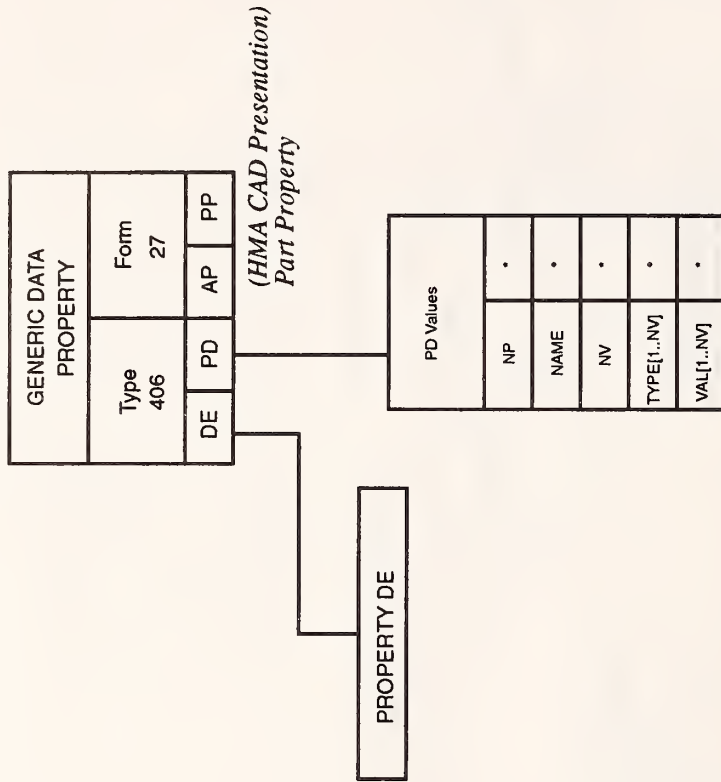 GENERIC DATA
PROPERTY
Type
406
Form
27
DE
PD
AP
PP
(HMA CAD Presentation)
Part Property
PROPERTY DE
PD Values
NP *
NAME *
NV *
TYPE[1..NV] *
VAL[1..NV] *